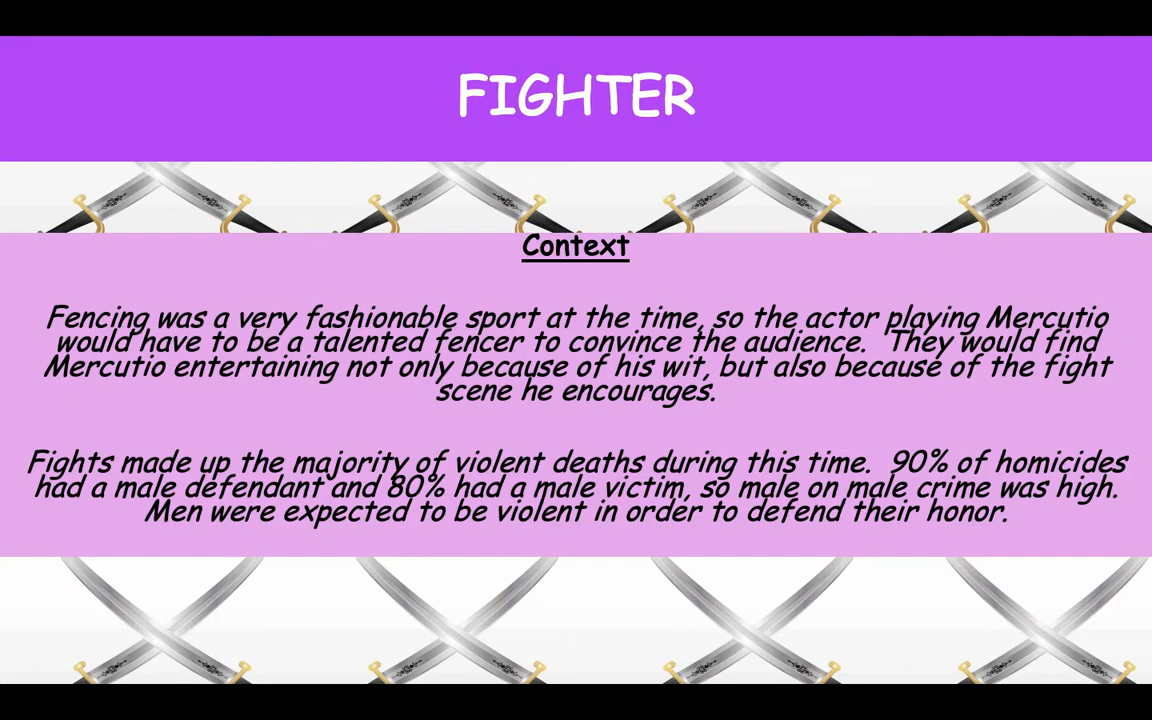 FIGHTER
Context
Fencing was a very fashionable sport at the time, so the actor playing Mercutio
would have to be a talented fencer to convince the audience.  They would find
Mercutio entertaining not only because of his wit, but also because of the fight
scene he encourages.
Fights made up the majority of violent deaths during this time.  90% of homicides
had a male defendant and 80% had a male victim, so male on male crime was high.
Men were expected to be violent in order to defend their honor.